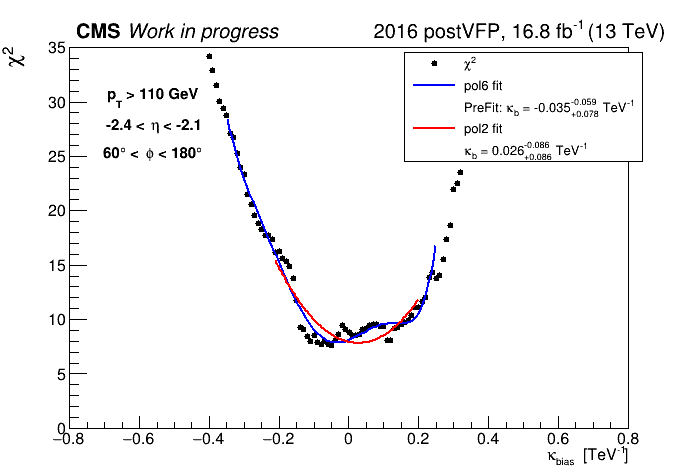 CMS Work in progress 2016 postVFP, 16.8 fb⁻¹ (13 TeV)
χ²
35
30
25
20
15
10
5
0
p_T > 110 GeV
-2.4 < η < -2.1
60° < ϕ < 180°
χ²
pol6 fit
PreFit: κ_b = -0.035 -0.059 +0.078 TeV⁻¹
pol2 fit
κ_b = 0.026 -0.086 +0.086 TeV⁻¹
−0.8 −0.6 −0.4 −0.2 0 0.2 0.4 0.6 0.8
κ_bias [TeV⁻¹]